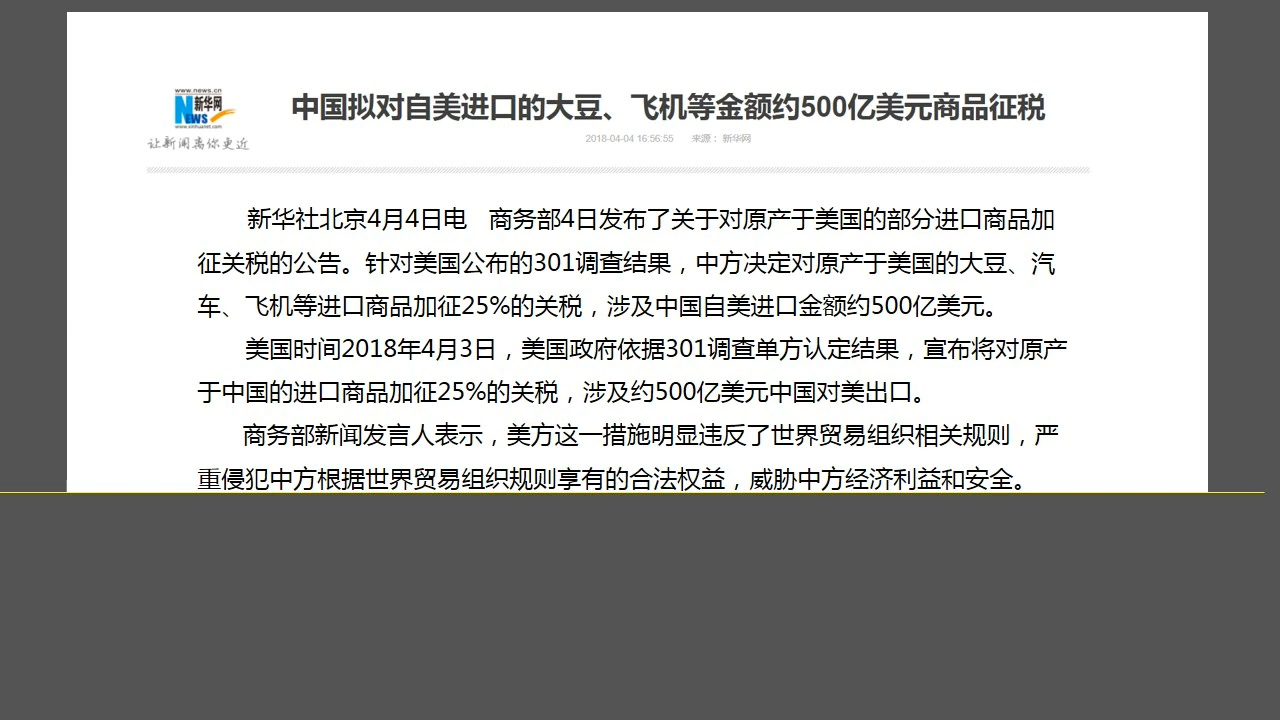 www.news.cn
新华网
NEWS
www.xinhuanet.com
让新闻离你更近
中国拟对自美进口的大豆、飞机等金额约500亿美元商品征税
2018-04-04 16:56:55 来源： 新华网
新华社北京4月4日电 商务部4日发布了关于对原产于美国的部分进口商品加
征关税的公告。针对美国公布的301调查结果，中方决定对原产于美国的大豆、汽
车、飞机等进口商品加征25%的关税，涉及中国自美进口金额约500亿美元。
美国时间2018年4月3日，美国政府依据301调查单方认定结果，宣布将对原产
于中国的进口商品加征25%的关税，涉及约500亿美元中国对美出口。
商务部新闻发言人表示，美方这一措施明显违反了世界贸易组织相关规则，严
重侵犯中方根据世界贸易组织规则享有的合法权益，威胁中方经济利益和安全。